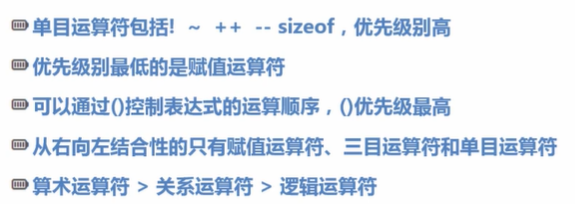 单目运算符包括! ~ ++ -- sizeof，优先级别高
优先级别最低的是赋值运算符
可以通过()控制表达式的运算顺序，()优先级最高
从右向左结合性的只有赋值运算符、三目运算符和单目运算符
算术运算符 > 关系运算符 > 逻辑运算符